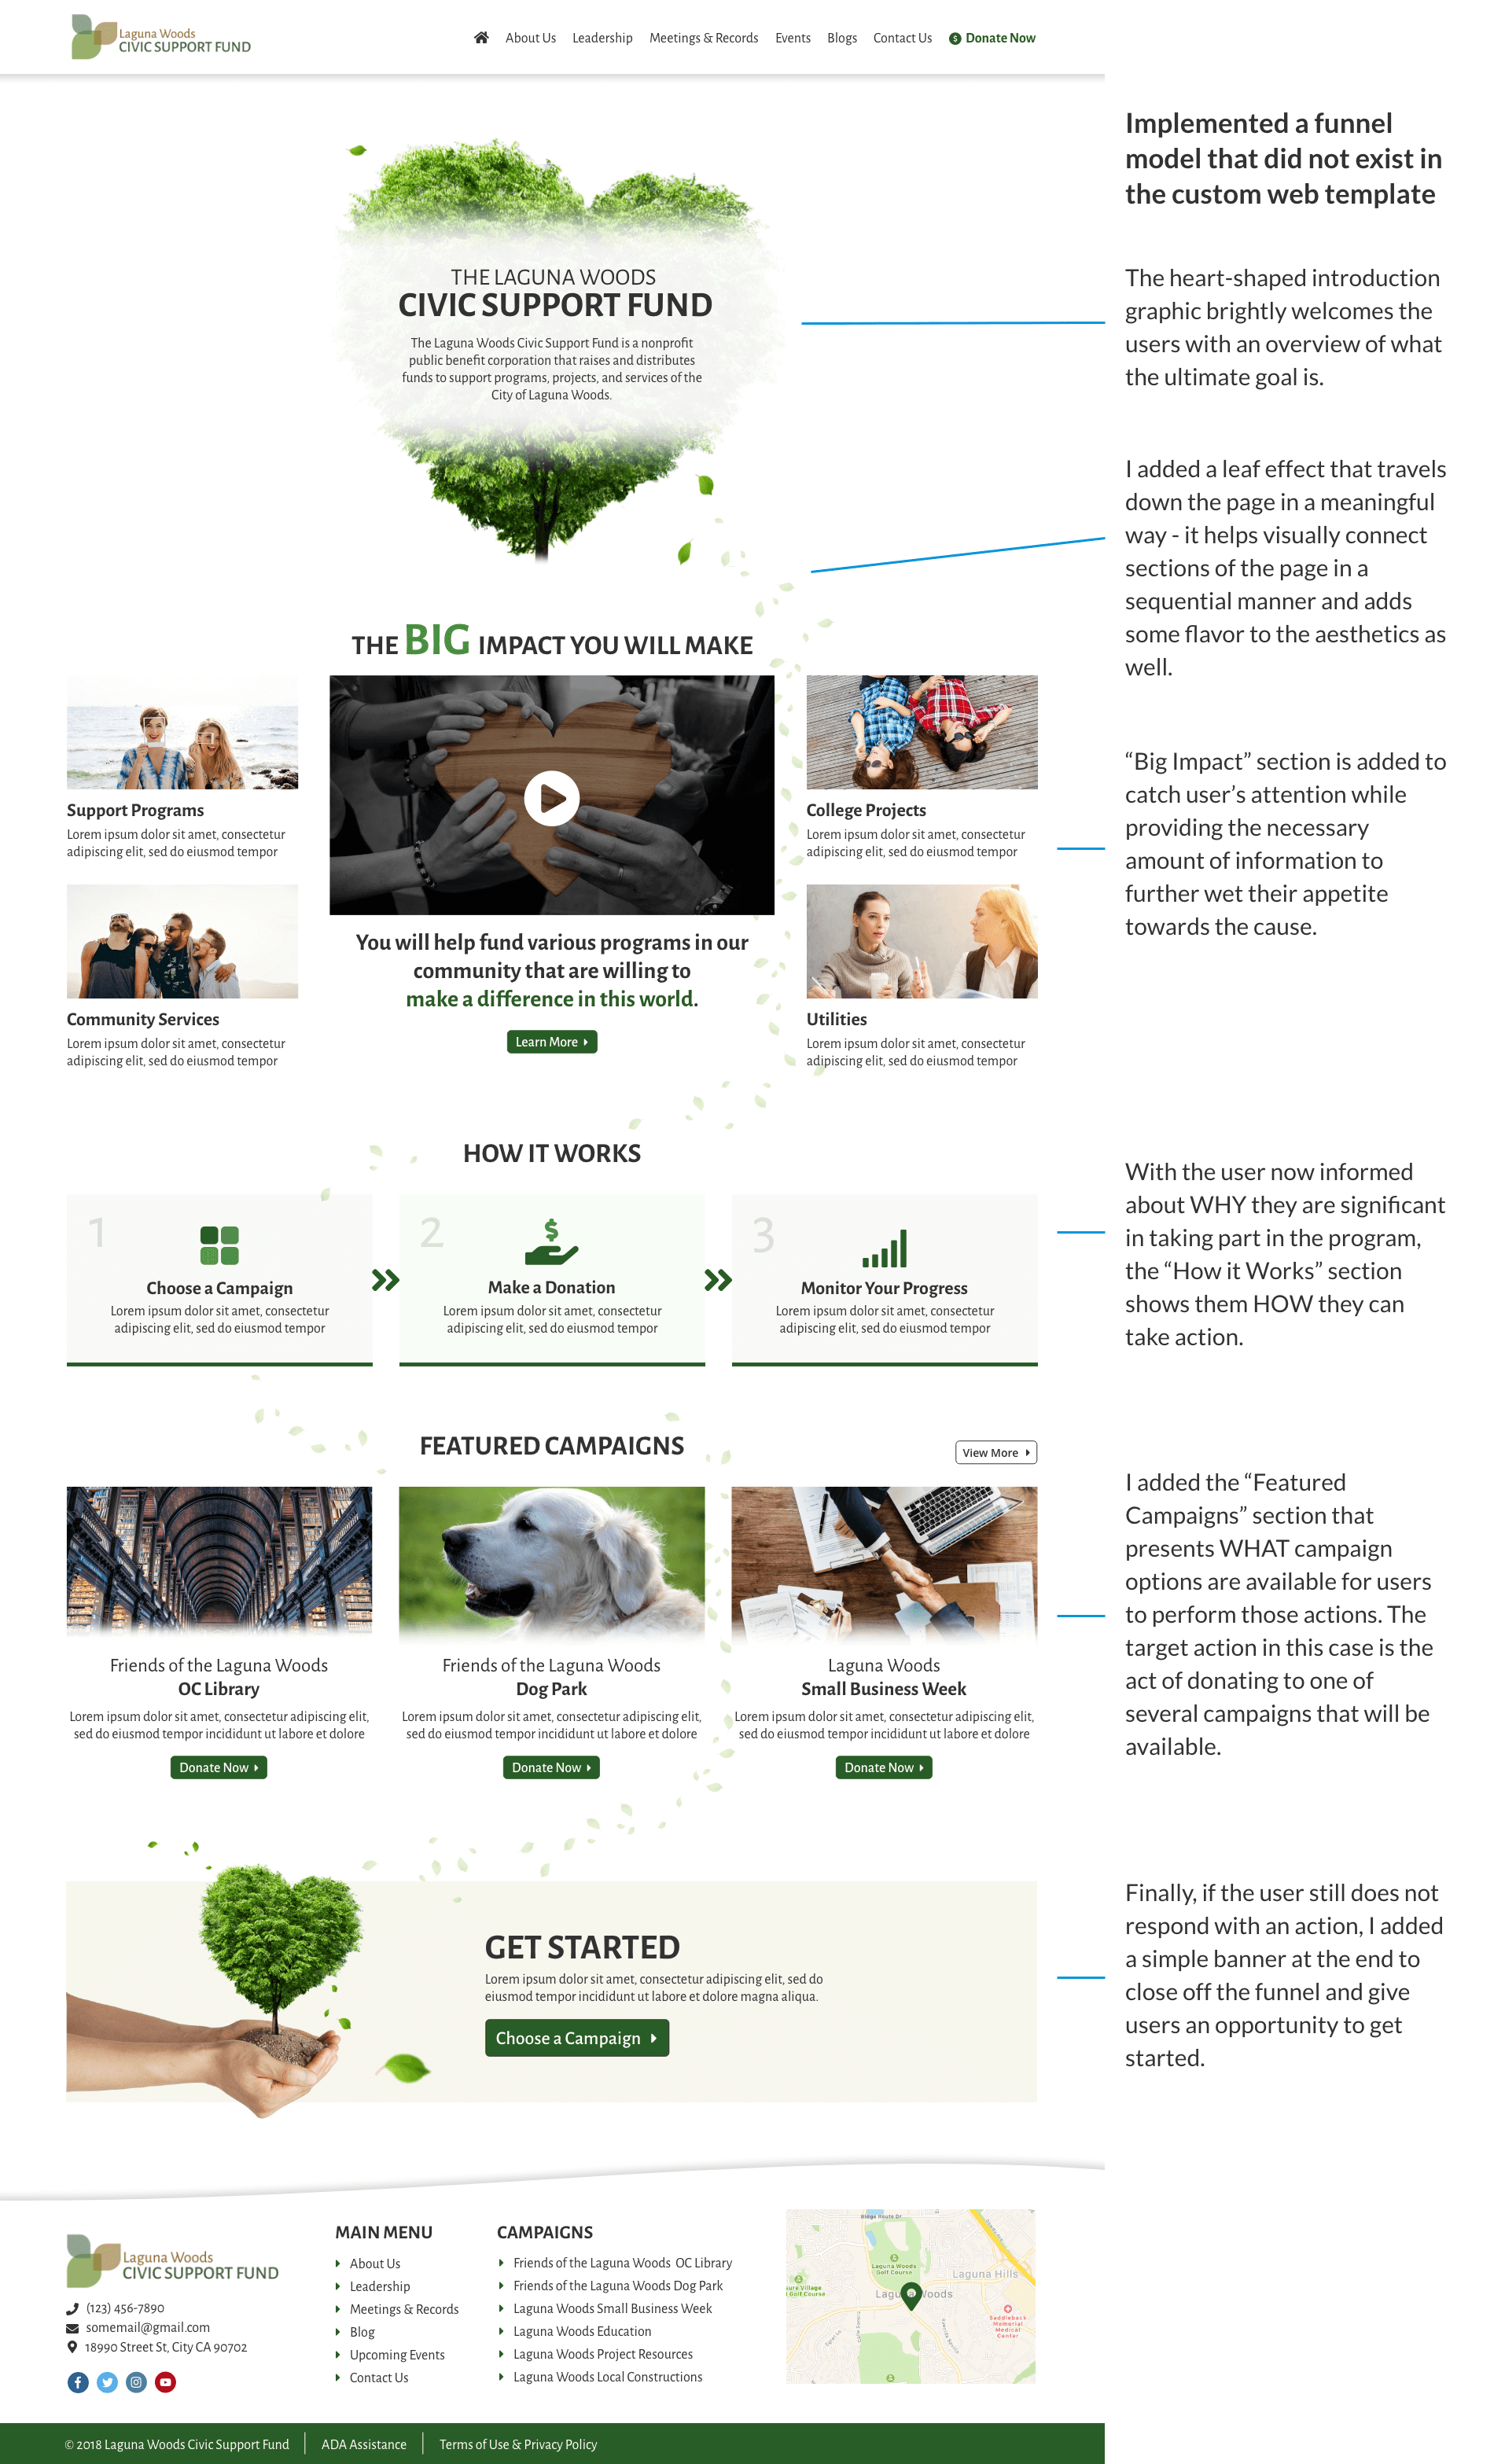 Laguna Woods
CIVIC SUPPORT FUND
About Us Leadership Meetings & Records Events Blogs Contact Us Donate Now
THE LAGUNA WOODS
CIVIC SUPPORT FUND
The Laguna Woods Civic Support Fund is a nonprofit
public benefit corporation that raises and distributes
funds to support programs, projects, and services of the
City of Laguna Woods.
THE BIG IMPACT YOU WILL MAKE
Support Programs
Lorem ipsum dolor sit amet, consectetur
adipiscing elit, sed do eiusmod tempor
Community Services
Lorem ipsum dolor sit amet, consectetur
adipiscing elit, sed do eiusmod tempor
You will help fund various programs in our
community that are willing to
make a difference in this world.
Learn More
College Projects
Lorem ipsum dolor sit amet, consectetur
adipiscing elit, sed do eiusmod tempor
Utilities
Lorem ipsum dolor sit amet, consectetur
adipiscing elit, sed do eiusmod tempor
HOW IT WORKS
1
Choose a Campaign
Lorem ipsum dolor sit amet, consectetur
adipiscing elit, sed do eiusmod tempor
2
Make a Donation
Lorem ipsum dolor sit amet, consectetur
adipiscing elit, sed do eiusmod tempor
3
Monitor Your Progress
Lorem ipsum dolor sit amet, consectetur
adipiscing elit, sed do eiusmod tempor
FEATURED CAMPAIGNS
View More
Friends of the Laguna Woods
OC Library
Lorem ipsum dolor sit amet, consectetur adipiscing elit,
sed do eiusmod tempor incididunt ut labore et dolore
Donate Now
Friends of the Laguna Woods
Dog Park
Lorem ipsum dolor sit amet, consectetur adipiscing elit,
sed do eiusmod tempor incididunt ut labore et dolore
Donate Now
Laguna Woods
Small Business Week
Lorem ipsum dolor sit amet, consectetur adipiscing elit,
sed do eiusmod tempor incididunt ut labore et dolore
Donate Now
GET STARTED
Lorem ipsum dolor sit amet, consectetur adipiscing elit, sed do
eiusmod tempor incididunt ut labore et dolore magna aliqua.
Choose a Campaign
Laguna Woods
CIVIC SUPPORT FUND
(123) 456-7890
somemail@gmail.com
18990 Street St, City CA 90702
MAIN MENU
About Us
Leadership
Meetings & Records
Blog
Upcoming Events
Contact Us
CAMPAIGNS
Friends of the Laguna Woods OC Library
Friends of the Laguna Woods Dog Park
Laguna Woods Small Business Week
Laguna Woods Education
Laguna Woods Project Resources
Laguna Woods Local Constructions
Ridge Route Dr
Laguna Woods
Golf Course
Laguna Hills
Village
Golf Course
Saddleback
Memorial
Medical
Center
© 2018 Laguna Woods Civic Support Fund
ADA Assistance
Terms of Use & Privacy Policy
Implemented a funnel
model that did not exist in
the custom web template
The heart-shaped introduction
graphic brightly welcomes the
users with an overview of what
the ultimate goal is.
I added a leaf effect that travels
down the page in a meaningful
way - it helps visually connect
sections of the page in a
sequential manner and adds
some flavor to the aesthetics as
well.
“Big Impact” section is added to
catch user’s attention while
providing the necessary
amount of information to
further wet their appetite
towards the cause.
With the user now informed
about WHY they are significant
in taking part in the program,
the “How it Works” section
shows them HOW they can
take action.
I added the “Featured
Campaigns” section that
presents WHAT campaign
options are available for users
to perform those actions. The
target action in this case is the
act of donating to one of
several campaigns that will be
available.
Finally, if the user still does not
respond with an action, I added
a simple banner at the end to
close off the funnel and give
users an opportunity to get
started.